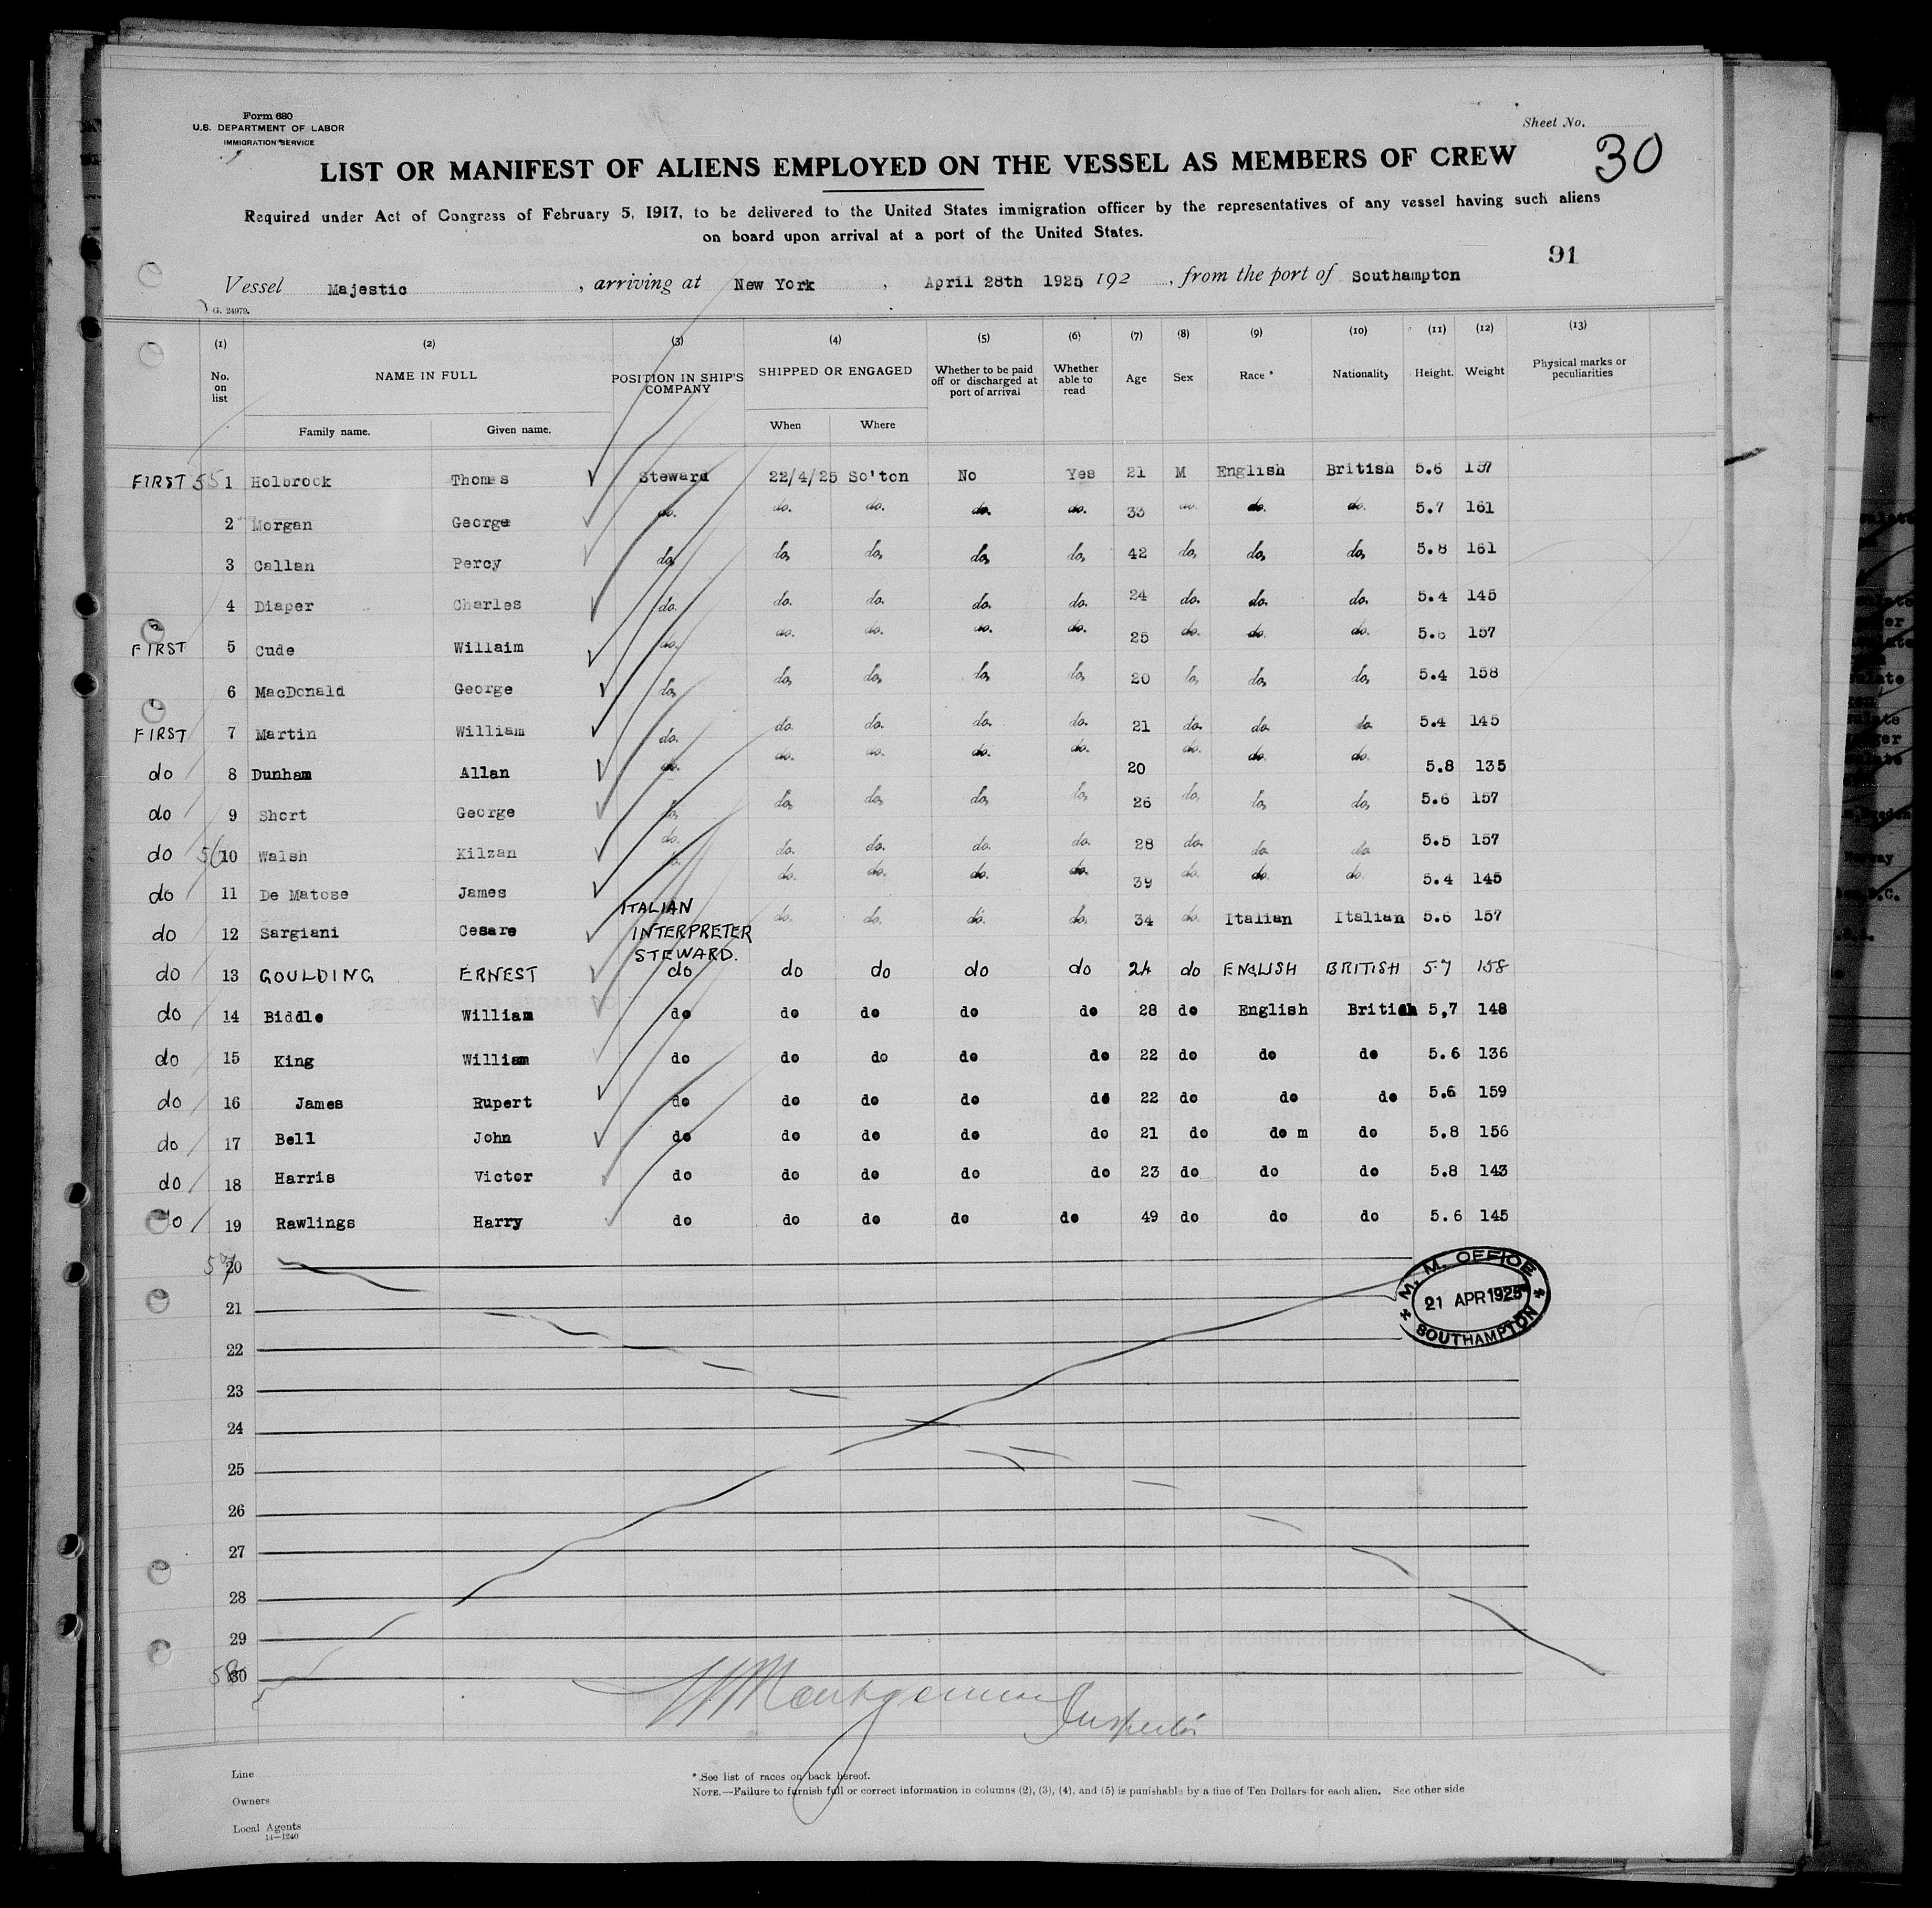 Form 680
U.S. DEPARTMENT OF LABOR
IMMIGRATION SERVICE
Sheet No.
30
LIST OR MANIFEST OF ALIENS EMPLOYED ON THE VESSEL AS MEMBERS OF CREW
Required under Act of Congress of February 5, 1917, to be delivered to the United States immigration officer by the representatives of any vessel having such aliens
on board upon arrival at a port of the United States.
91
Vessel Majestic, arriving at New York, April 28th 1925 192, from the port of Southampton
G. 24979.
(1) (2) (3) (4) (5) (6) (7) (8) (9) (10) (11) (12) (13)
No. on list NAME IN FULL POSITION IN SHIP'S COMPANY SHIPPED OR ENGAGED Whether to be paid off or discharged at port of arrival Whether able to read Age Sex Race * Nationality Height. Weight Physical marks or peculiarities
Family name. Given name. When Where
FIRST 55 1 Holbrock Thomas Steward 22/4/25 So'ton No Yes 21 M English British 5.6 157
2 Morgan George do. do. do. do. do. 33 do. do. do. 5.7 161
3 Callan Percy do, do, do, do, do, 42 do, do, do, 5.8 161
4 Diaper Charles do. do. do. do. do. 24 do. do. do. 5.4 145
FIRST 5 Cude Willaim do. do. do. do. do. 25 do. do. do. 5.6 157
6 MacDonald George do, do, do, do, do, 20 do, do, do, 5.4 158
FIRST 7 Martin William do. do. do. do. do. 21 do. do. do. 5.4 145
do 8 Dunham Allan do. do. do. do. do. 20 do. do. do. 5.8 135
do 9 Short George do, do, do, do, do, 26 do, do, do, 5.6 157
do 56 10 Walsh Kilzan do. do. do. do. do. 28 do. do. do. 5.5 157
do 11 De Matose James do. do. do. do. do. 39 do. do. do. 5.4 145
do 12 Sargiani Cesare ITALIAN INTERPRETER STEWARD. do. do. do. do. 34 do. Italian Italian 5.6 157
do 13 GOULDING ERNEST do do do do do 24 do ENGLISH BRITISH 5.7 158
do 14 Biddle William do do do do do 28 do English British 5,7 148
do 15 King William do do do do do 22 do do do 5.6 136
do 16 James Rupert do do do do do 22 do do do 5.6 159
do 17 Bell John do do do do do 21 do do m do 5.8 156
do 18 Harris Victor do do do do do 23 do do do 5.8 143
do 19 Rawlings Harry do do do do do 49 do do do 5.6 145
57 20
M. M. OFFICE
21 APR 1925
SOUTHAMPTON
21
22
23
24
25
26
27
28
29
58 30
Inspector
Line
Owners
Local Agents
14—1240
* See list of races on back hereof.
NOTE.—Failure to furnish full or correct information in columns (2), (3), (4), and (5) is punishable by a fine of Ten Dollars for each alien. See other side